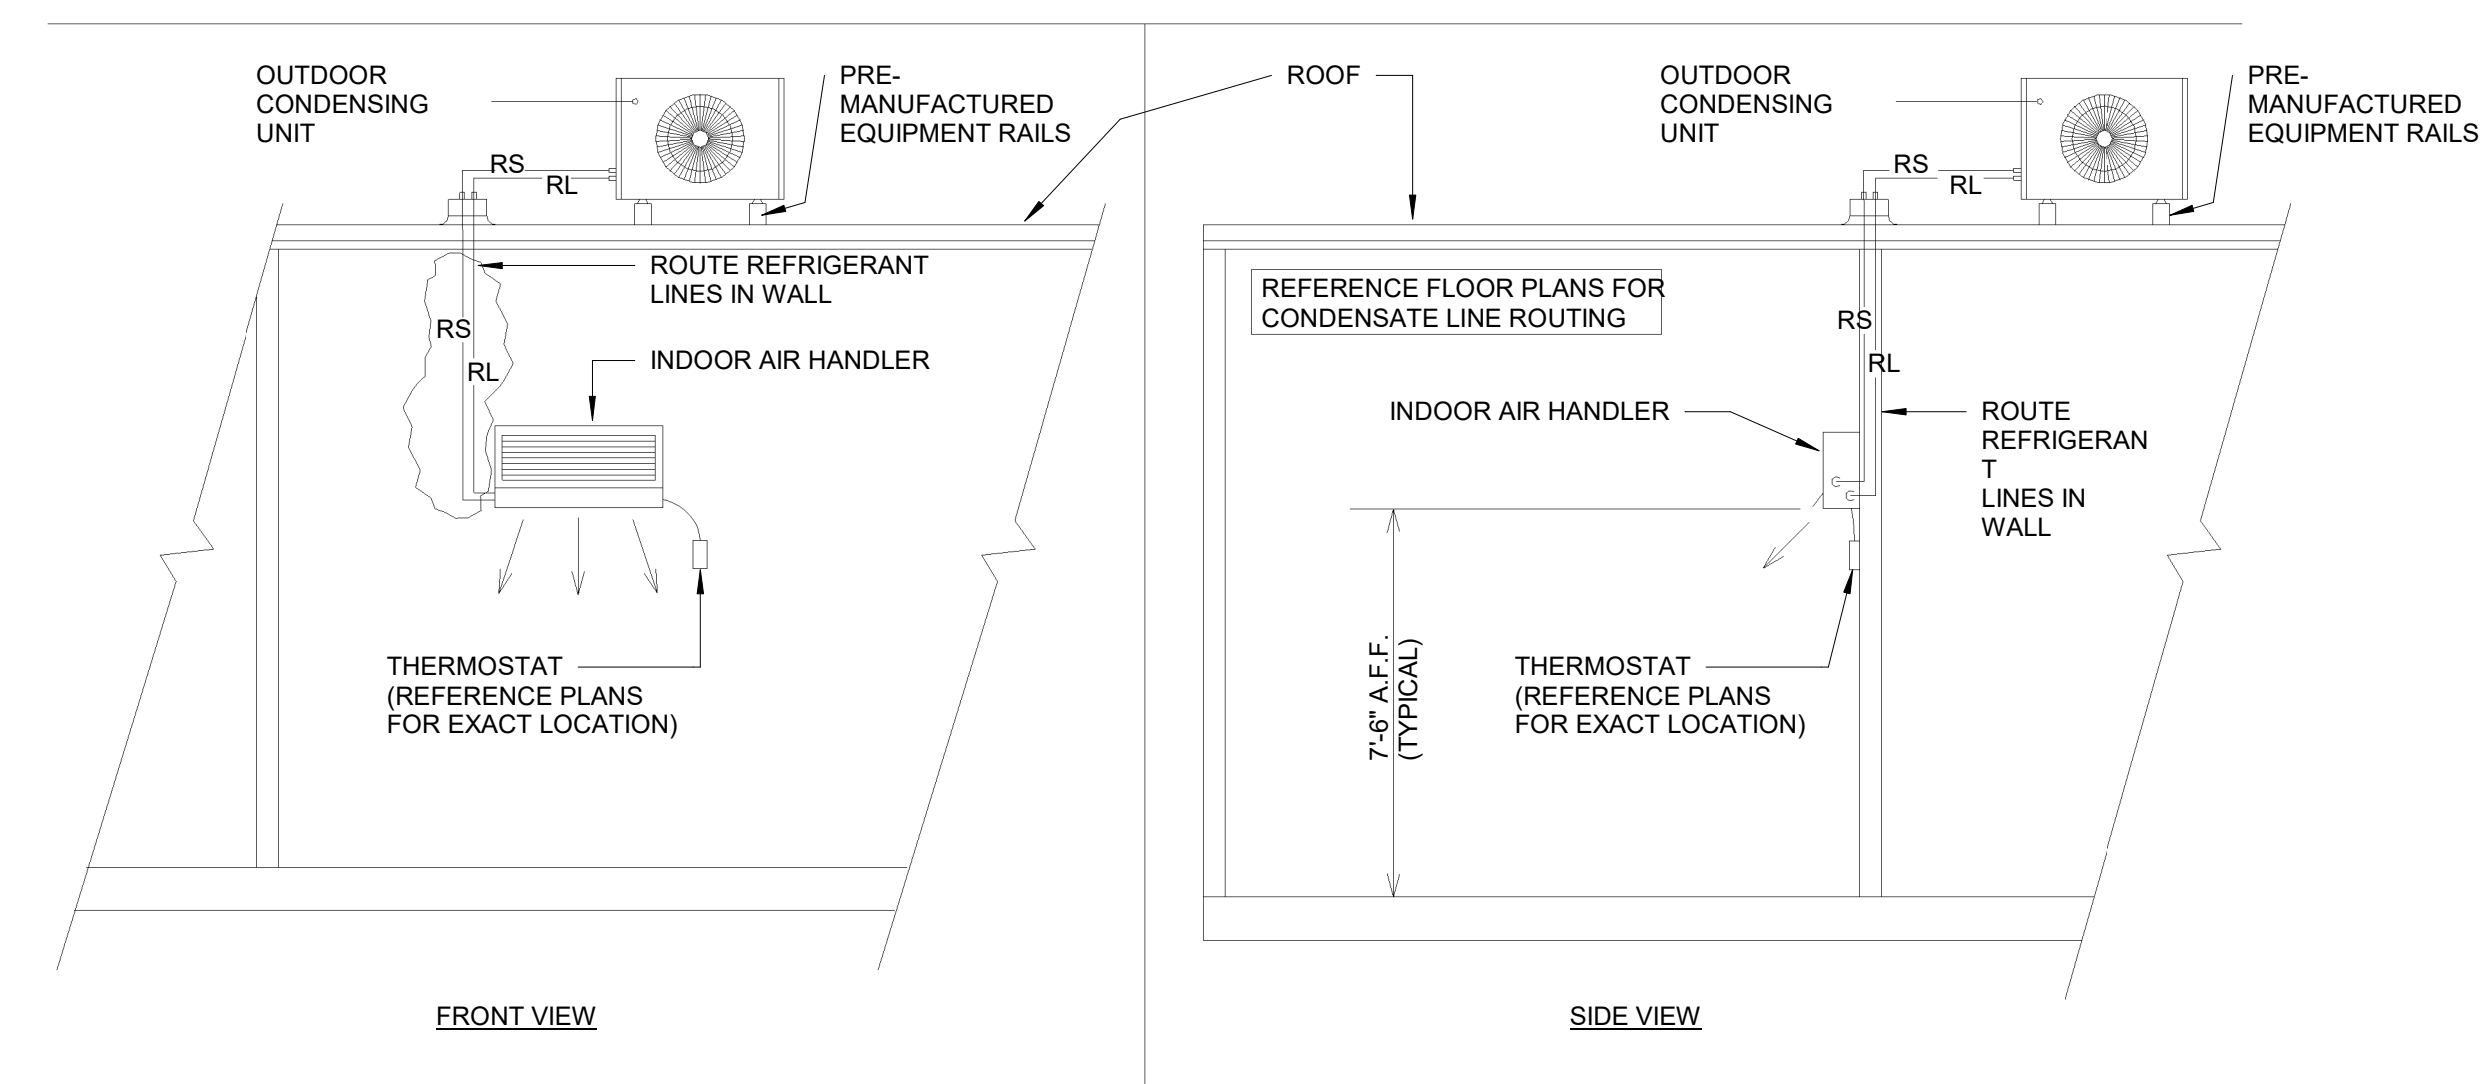 OUTDOOR
CONDENSING
UNIT
PRE-
MANUFACTURED
EQUIPMENT RAILS
RS
RL
ROUTE REFRIGERANT
LINES IN WALL
RS
RL
INDOOR AIR HANDLER
THERMOSTAT
(REFERENCE PLANS
FOR EXACT LOCATION)
FRONT VIEW
ROOF
OUTDOOR
CONDENSING
UNIT
PRE-
MANUFACTURED
EQUIPMENT RAILS
RS
RL
REFERENCE FLOOR PLANS FOR
CONDENSATE LINE ROUTING
RS
RL
INDOOR AIR HANDLER
ROUTE
REFRIGERAN
T
LINES IN
WALL
7'-6" A.F.F.
(TYPICAL)
THERMOSTAT
(REFERENCE PLANS
FOR EXACT LOCATION)
SIDE VIEW